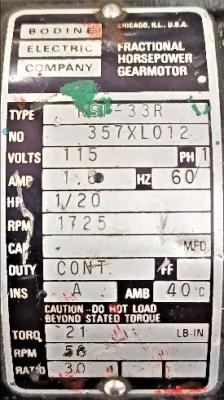 BODINE
ELECTRIC
COMPANY
CHICAGO, ILL., U.S.A.
FRACTIONAL
HORSEPOWER
GEARMOTOR
TYPE NSI-33R
NO 357XL012
VOLTS 115 PH 1
AMP 1.6 HZ 60
HP 1/20
RPM 1725
CAP. MFD.
DUTY CONT. FF
INS A AMB 40°C
CAUTION-DO NOT LOAD
BEYOND STATED TORQUE
TORQ 21 LB-IN
RPM 58
RATIO 30